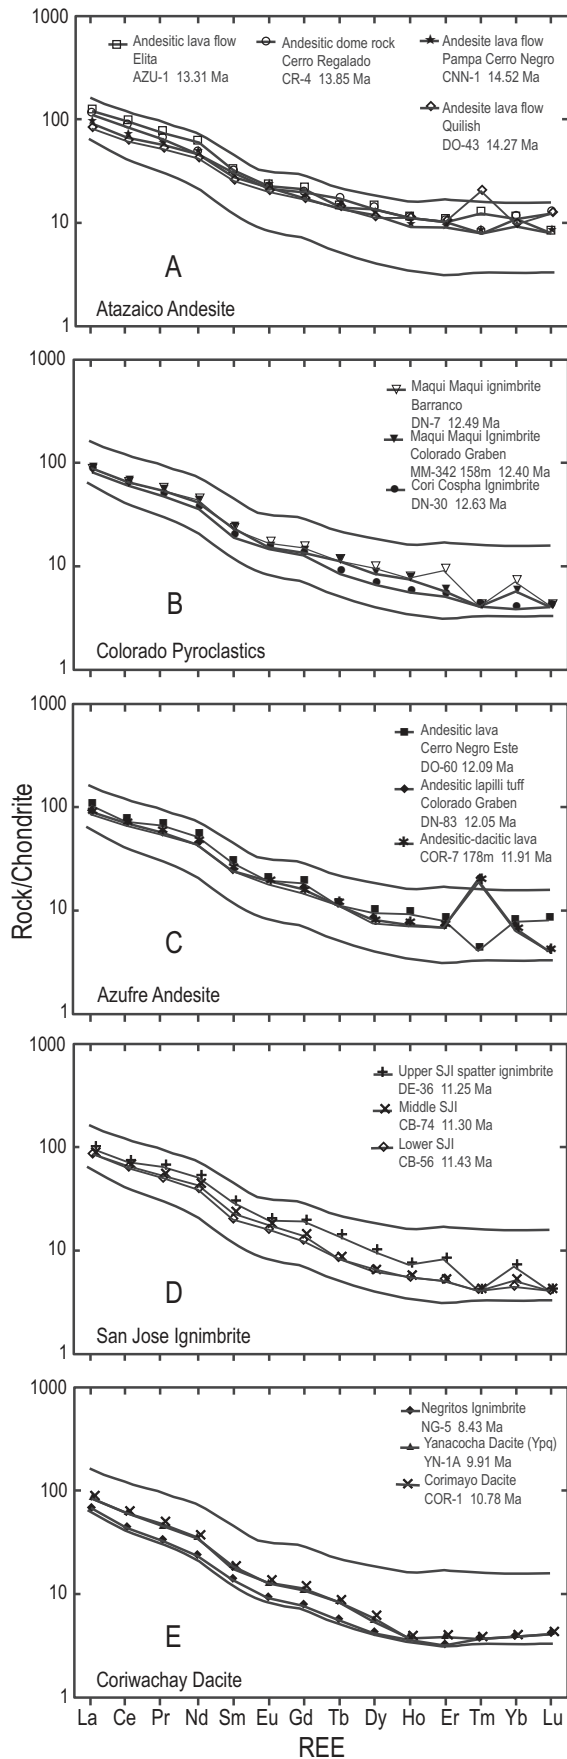 1000
Andesitic lava flow
Elita
AZU-1 13.31 Ma
Andesitic dome rock
Cerro Regalado
CR-4 13.85 Ma
Andesite lava flow
Pampa Cerro Negro
CNN-1 14.52 Ma
100
Andesite lava flow
Quilish
DO-43 14.27 Ma
10
A
Atazaico Andesite
1
1000
Maqui Maqui ignimbrite
Barranco
DN-7 12.49 Ma
Maqui Maqui Ignimbrite
Colorado Graben
MM-342 158m 12.40 Ma
Cori Cospha Ignimbrite
DN-30 12.63 Ma
100
10
B
Colorado Pyroclastics
1
1000
Andesitic lava
Cerro Negro Este
DO-60 12.09 Ma
Andesitic lapilli tuff
Colorado Graben
DN-83 12.05 Ma
Andesitic-dacitic lava
COR-7 178m 11.91 Ma
100
Rock/Chondrite
10
C
Azufre Andesite
1
1000
Upper SJI spatter ignimbrite
DE-36 11.25 Ma
Middle SJI
CB-74 11.30 Ma
Lower SJI
CB-56 11.43 Ma
100
10
D
San Jose Ignimbrite
1
1000
Negritos Ignimbrite
NG-5 8.43 Ma
Yanacocha Dacite (Ypq)
YN-1A 9.91 Ma
Corimayo Dacite
COR-1 10.78 Ma
100
10
E
Coriwachay Dacite
1
La Ce Pr Nd Sm Eu Gd Tb Dy Ho Er Tm Yb Lu
REE